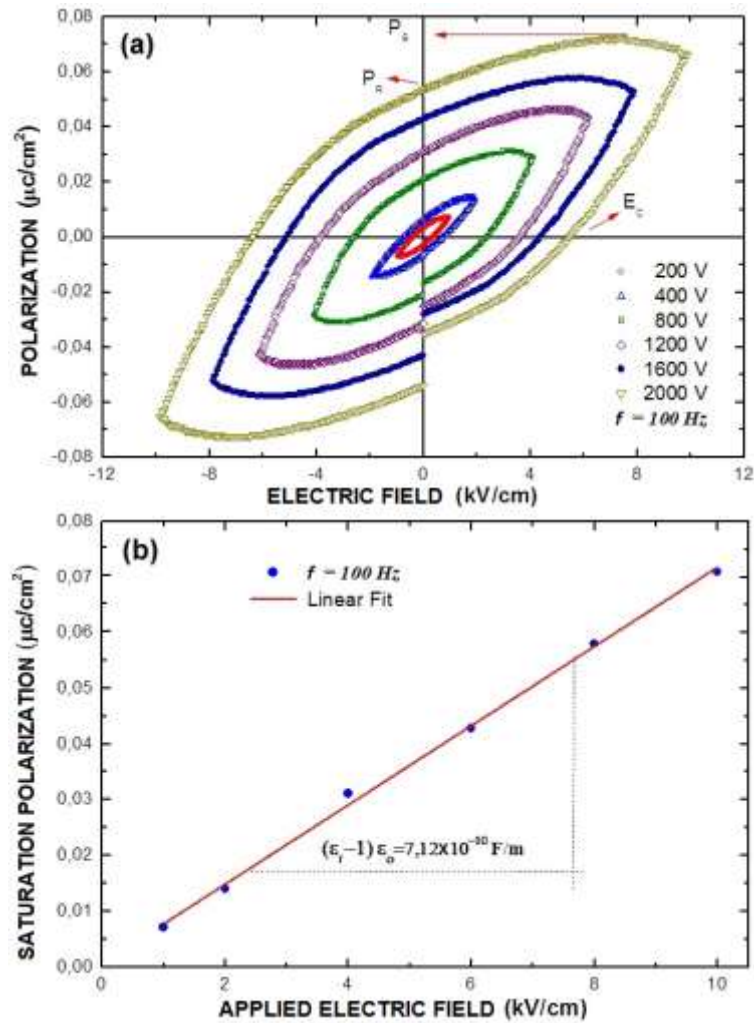 (a)
P_s
P_R
E_C
0,08
0,06
0,04
0,02
0,00
-0,02
-0,04
-0,06
-0,08
POLARIZATION (μc/cm²)
200 V
400 V
800 V
1200 V
1600 V
2000 V
f = 100 Hz
-12 -8 -4 0 4 8 12
ELECTRIC FIELD (kV/cm)
(b)
f = 100 Hz
Linear Fit
0,08
0,07
0,06
0,05
0,04
0,03
0,02
0,01
0,00
SATURATION POLARIZATION (μc/cm²)
(ε_r−1) ε_o=7,12x10⁻¹⁰ F/m
0 2 4 6 8 10
APPLIED ELECTRIC FIELD (kV/cm)